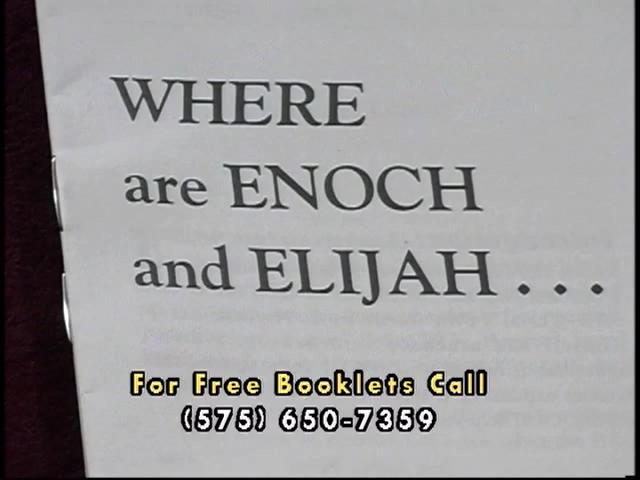 WHERE
are ENOCH
and ELIJAH . . .
For Free Booklets Call
(575) 650-7359